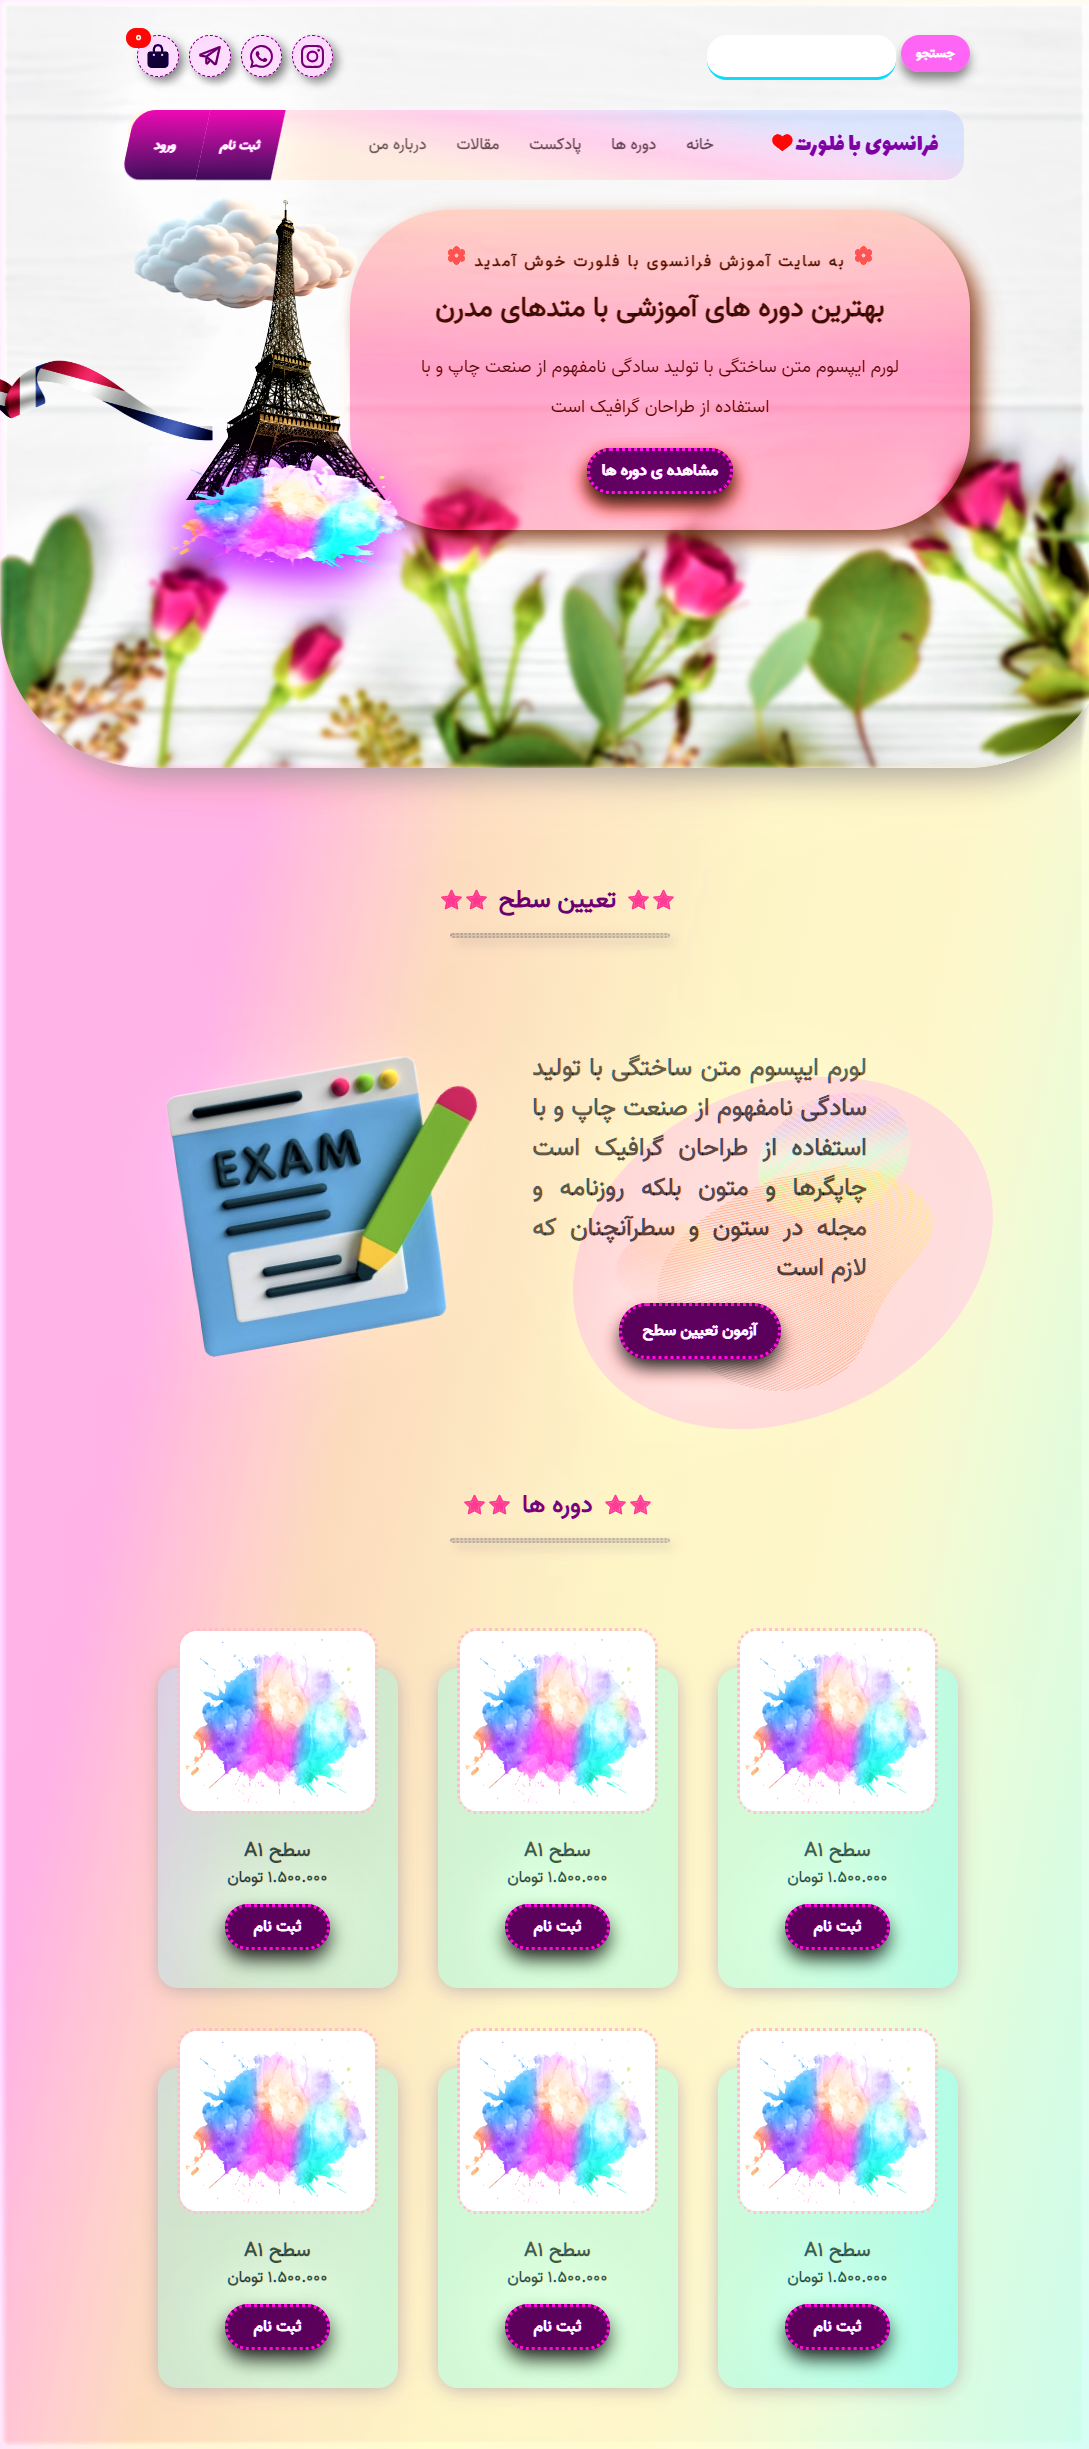 جستجو
۰
فرانسوی با فلورت
خانه
دوره ها
پادکست
مقالات
درباره من
ثبت نام
ورود
به سایت آموزش فرانسوی با فلورت خوش آمدید
بهترین دوره های آموزشی با متدهای مدرن
لورم ایپسوم متن ساختگی با تولید سادگی نامفهوم از صنعت چاپ و با
استفاده از طراحان گرافیک است
مشاهده ی دوره ها
تعیین سطح
لورم ایپسوم متن ساختگی با تولید
سادگی نامفهوم از صنعت چاپ و با
استفاده از طراحان گرافیک است
چاپگرها و متون بلکه روزنامه و
مجله در ستون و سطرآنچنان که
لازم است
آزمون تعیین سطح
EXAM
دوره ها
سطح A۱
۱.۵۰۰.۰۰۰ تومان
ثبت نام
سطح A۱
۱.۵۰۰.۰۰۰ تومان
ثبت نام
سطح A۱
۱.۵۰۰.۰۰۰ تومان
ثبت نام
سطح A۱
۱.۵۰۰.۰۰۰ تومان
ثبت نام
سطح A۱
۱.۵۰۰.۰۰۰ تومان
ثبت نام
سطح A۱
۱.۵۰۰.۰۰۰ تومان
ثبت نام